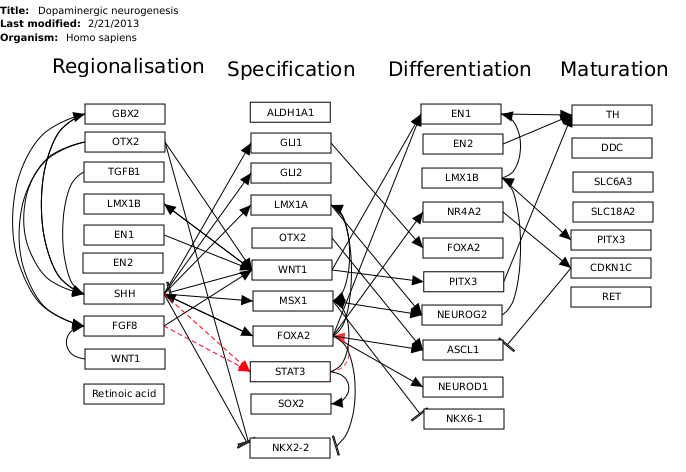 Title: Dopaminergic neurogenesis
Last modified: 2/21/2013
Organism: Homo sapiens
Regionalisation
Specification
Differentiation
Maturation
GBX2
OTX2
TGFB1
LMX1B
EN1
EN2
SHH
FGF8
WNT1
Retinoic acid
ALDH1A1
GLI1
GLI2
LMX1A
OTX2
WNT1
MSX1
FOXA2
STAT3
SOX2
NKX2-2
EN1
EN2
LMX1B
NR4A2
FOXA2
PITX3
NEUROG2
ASCL1
NEUROD1
NKX6-1
TH
DDC
SLC6A3
SLC18A2
PITX3
CDKN1C
RET